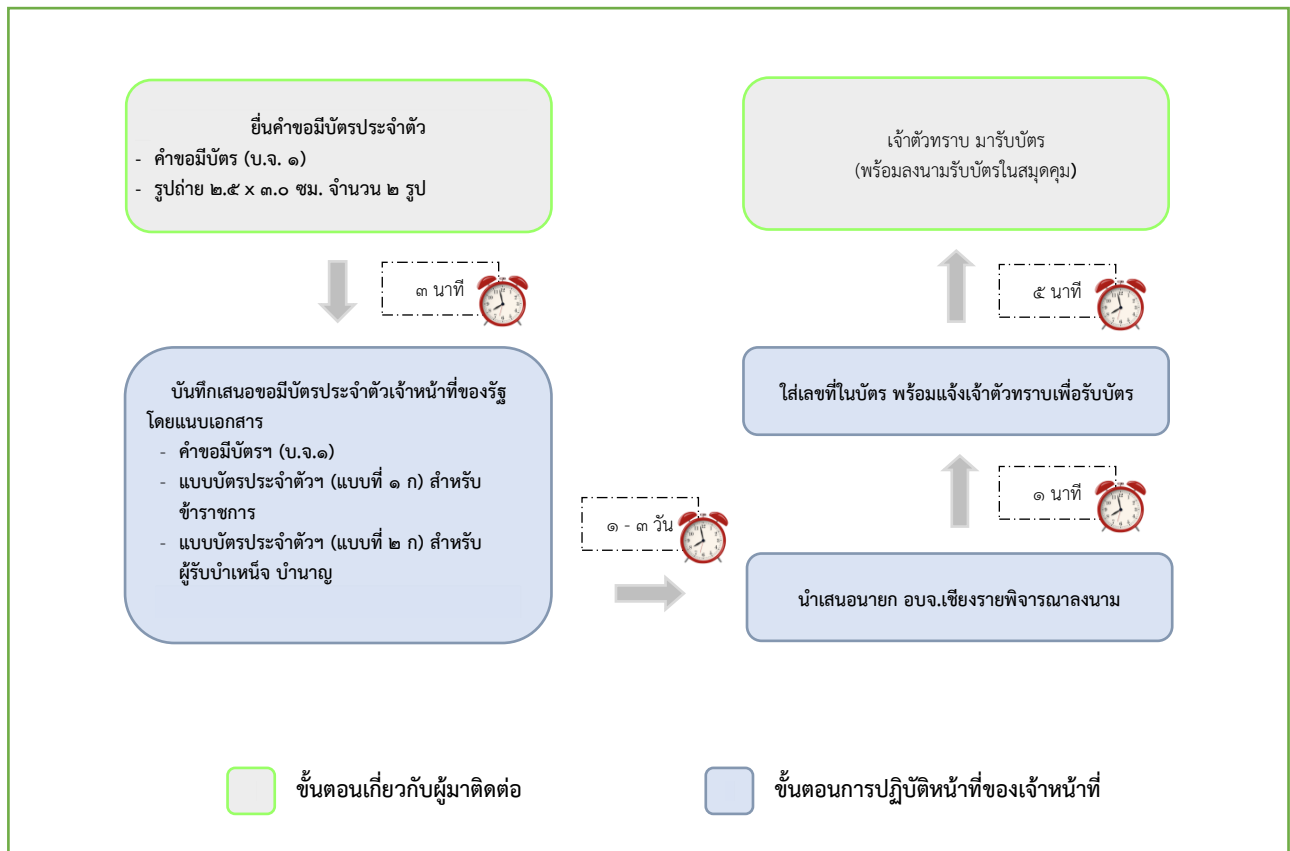 ยื่นคำขอมีบัตรประจำตัว
- คำขอมีบัตร (บ.จ. ๑)
- รูปถ่าย ๒.๕ x ๓.๐ ซม. จำนวน ๒ รูป
๓ นาที
บันทึกเสนอขอมีบัตรประจำตัวเจ้าหน้าที่ของรัฐ
โดยแนบเอกสาร
- คำขอมีบัตรฯ (บ.จ.๑)
- แบบบัตรประจำตัวฯ (แบบที่ ๑ ก) สำหรับ
ข้าราชการ
- แบบบัตรประจำตัวฯ (แบบที่ ๒ ก) สำหรับ
ผู้รับบำเหน็จ บำนาญ
๑ - ๓ วัน
นำเสนอนายก อบจ.เชียงรายพิจารณาลงนาม
๑ นาที
ใส่เลขที่ในบัตร พร้อมแจ้งเจ้าตัวทราบเพื่อรับบัตร
๕ นาที
เจ้าตัวทราบ มารับบัตร
(พร้อมลงนามรับบัตรในสมุดคุม)
ขั้นตอนเกี่ยวกับผู้มาติดต่อ
ขั้นตอนการปฏิบัติหน้าที่ของเจ้าหน้าที่